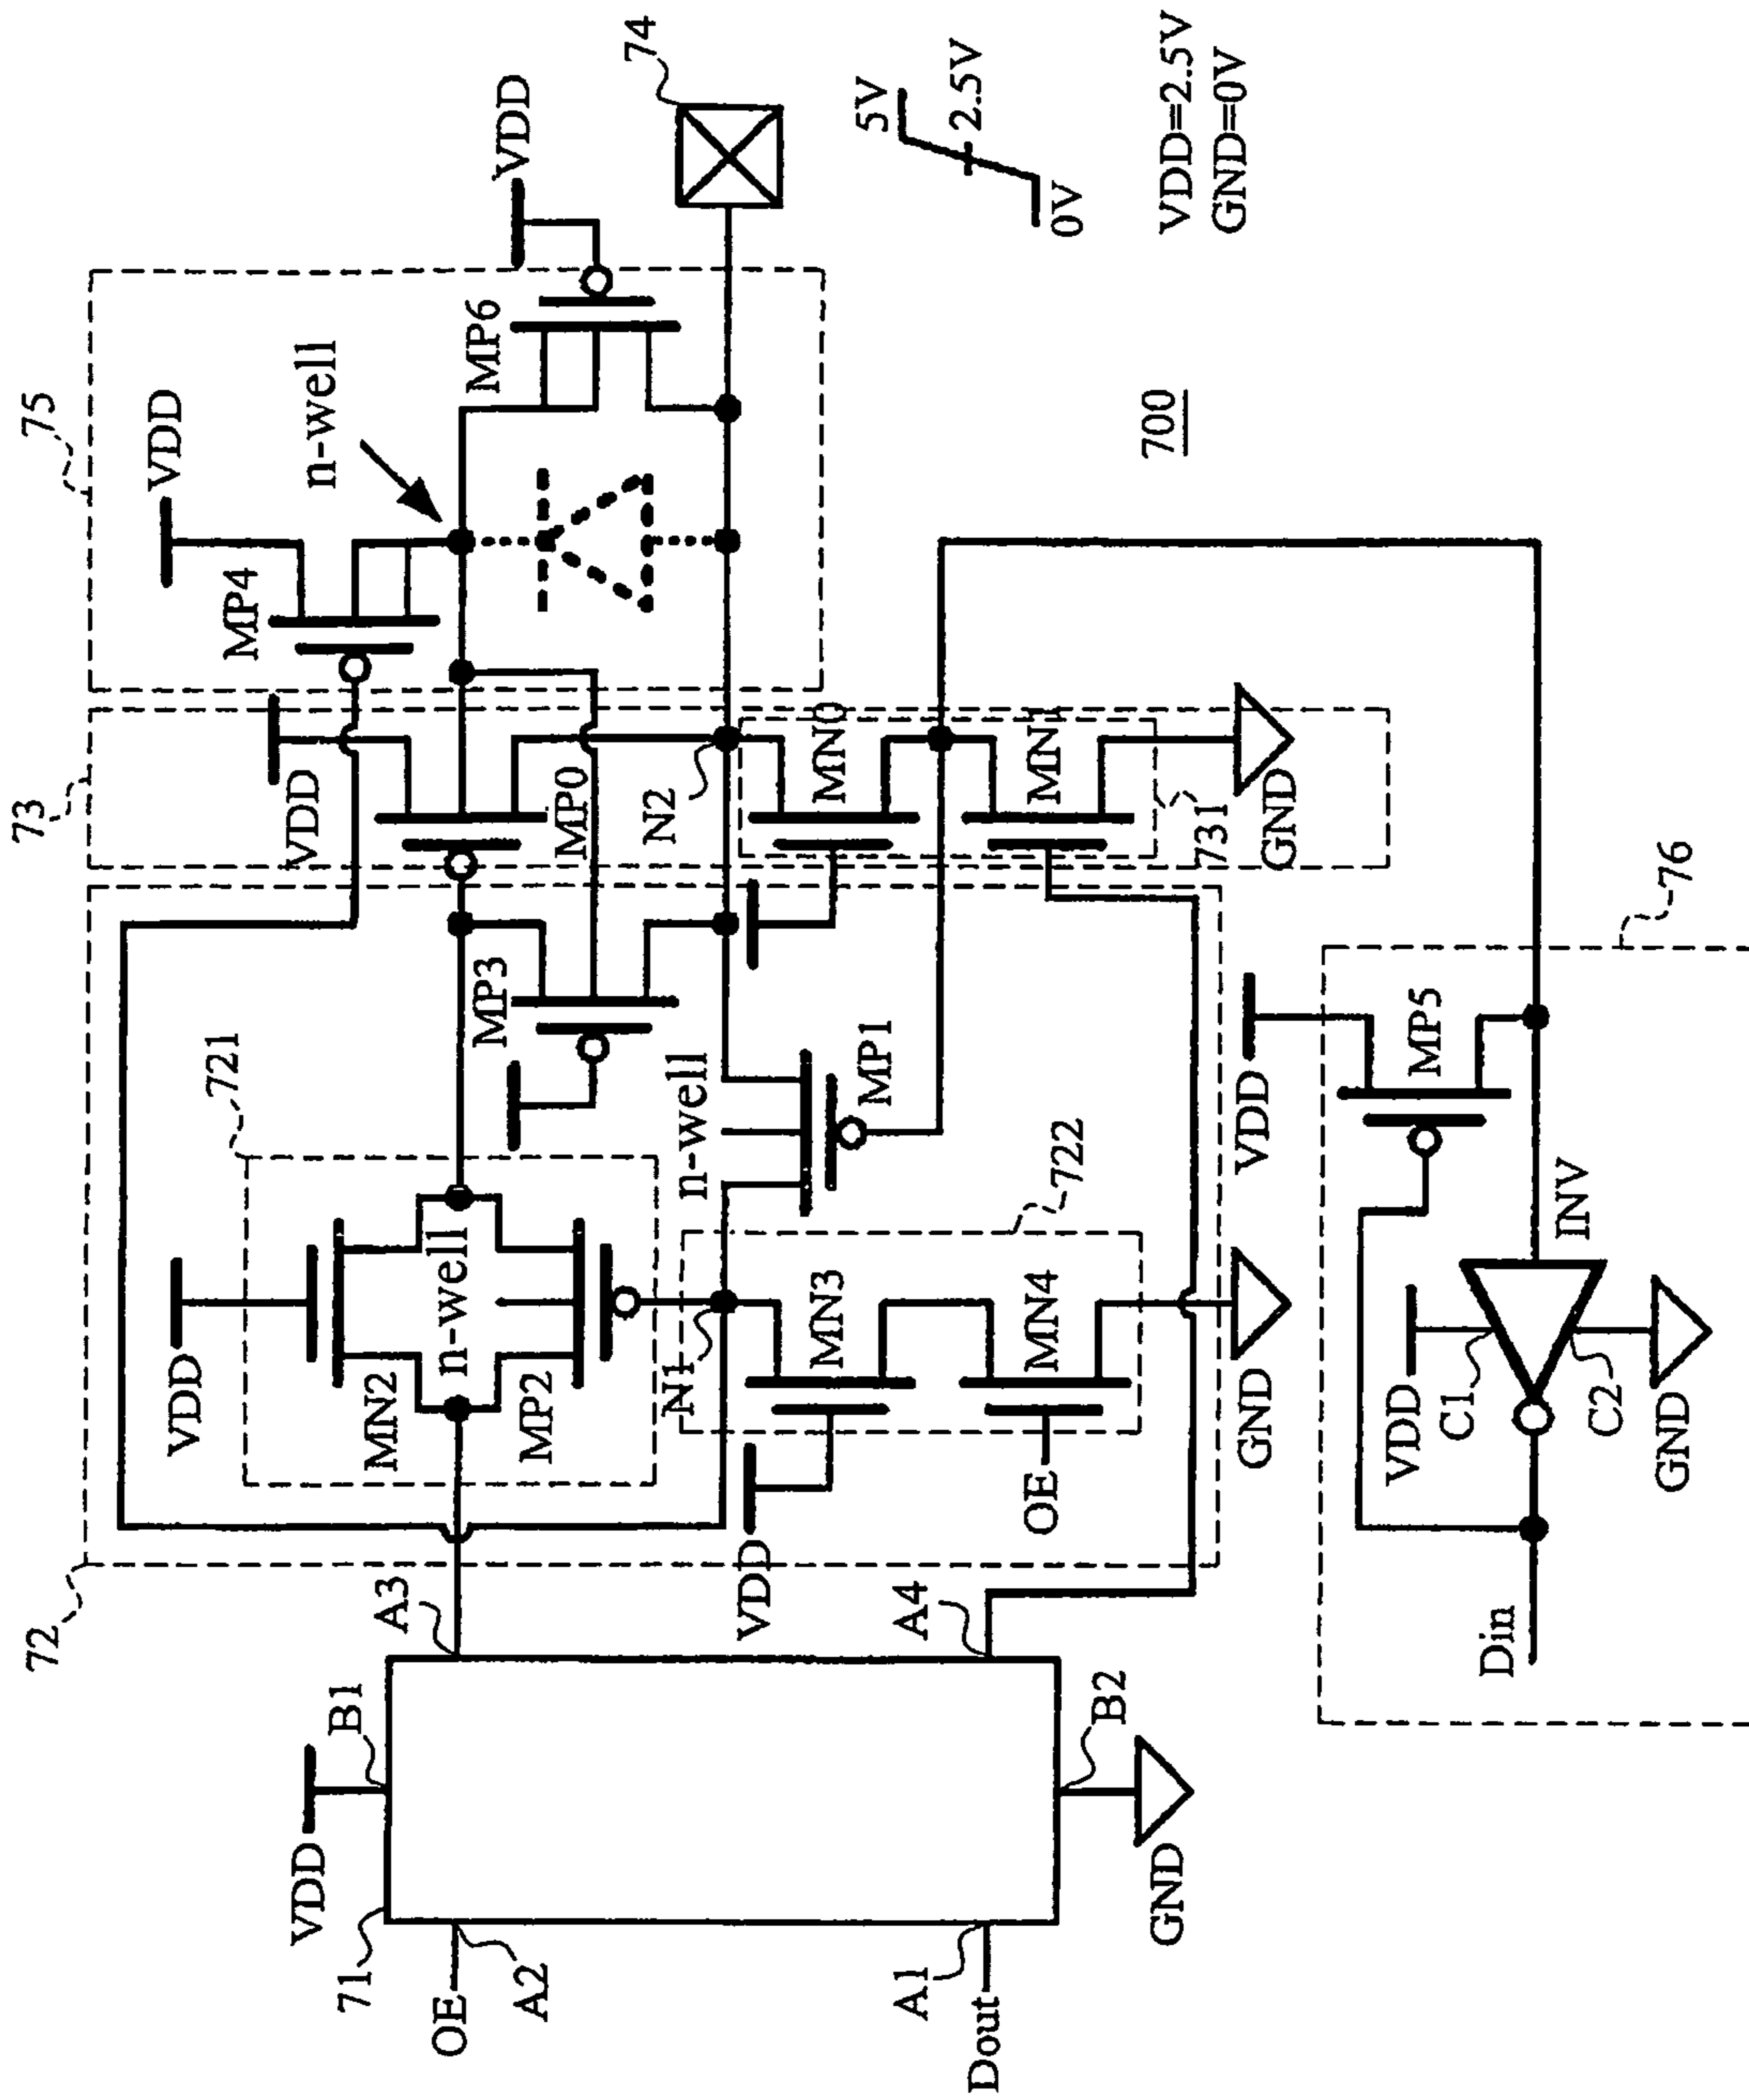 75
VDD
VDD
74
n-well
MP4
MP6
5V
2.5V
0V
VDD=2.5V
GND=0V
700
73
VDD
MP0
N2
MN0
MN1
731
GND
76
721
MP3
n-well
MP1
722
VDD
MP5
VDD
n-well
MN2
MP2
N1
MN3
MN4
VDD
OE
GND
INV
VDD
C1
C2
GND
72
A3
A4
Din
VDD
B1
B2
GND
71
OE
A2
A1
Dout